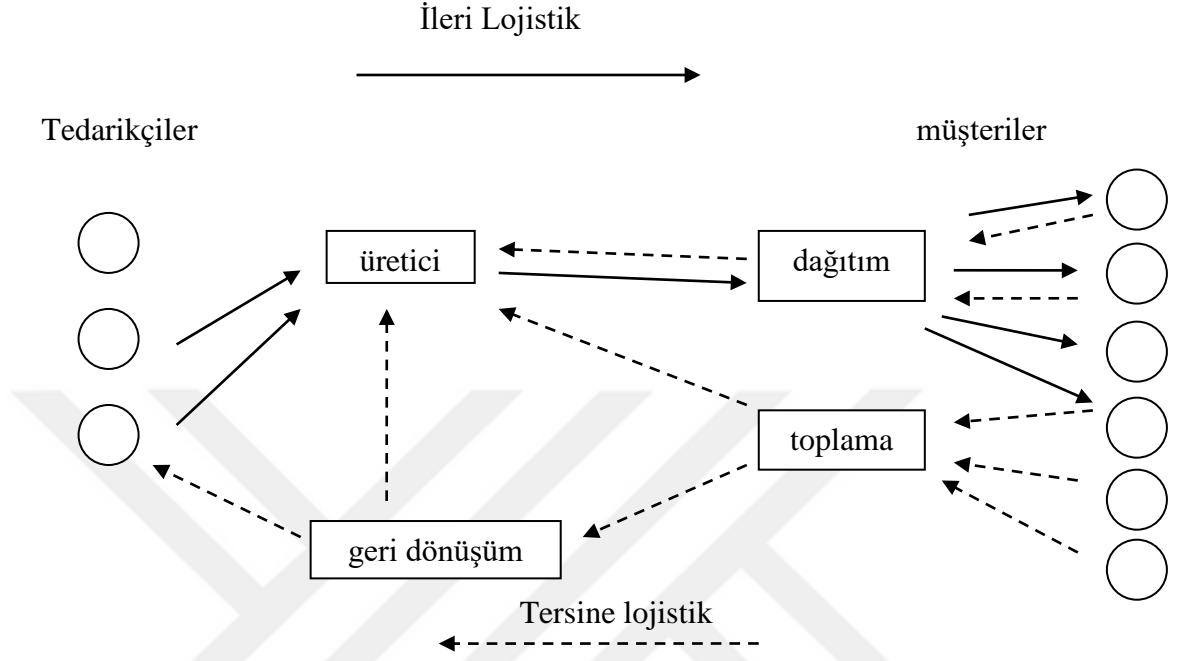 İleri Lojistik
Tedarikçiler
müşteriler
üretici
dağıtım
toplama
geri dönüşüm
Tersine lojistik